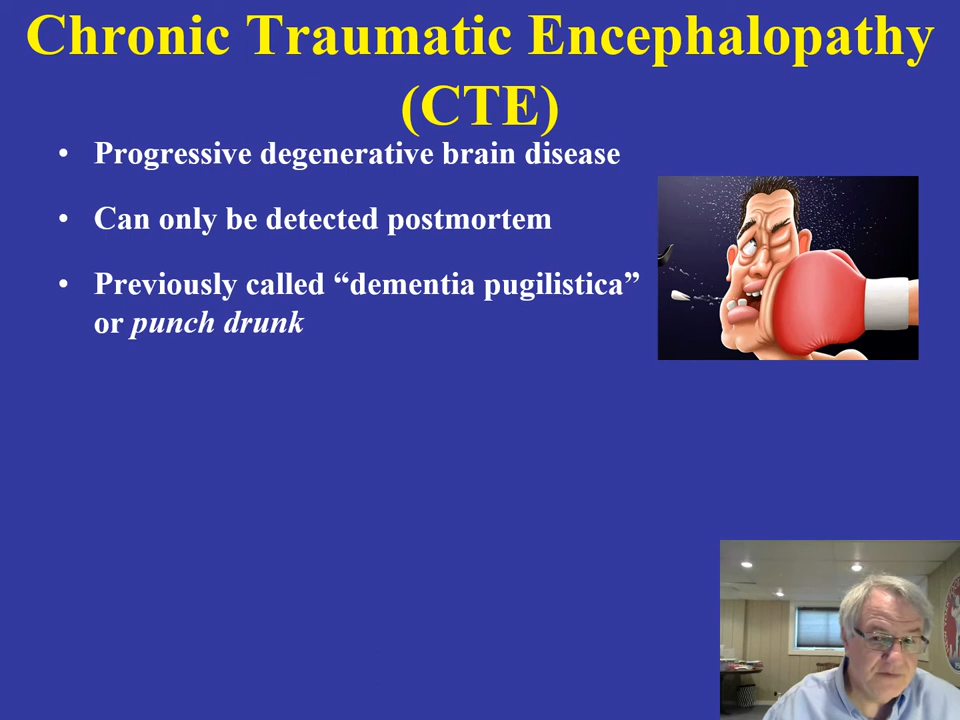 Chronic Traumatic Encephalopathy
(CTE)
• Progressive degenerative brain disease
• Can only be detected postmortem
• Previously called “dementia pugilistica”
or punch drunk